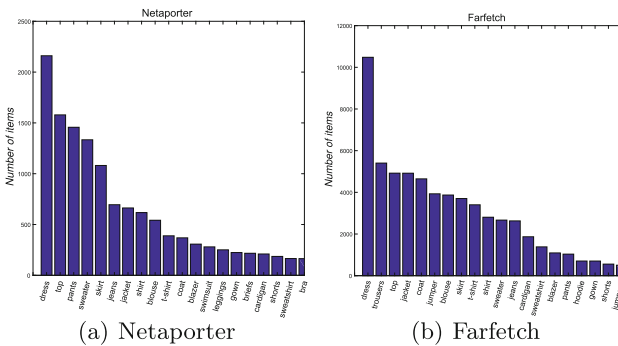 Netaporter
2500
2000
1500
1000
500
0
Number of items
dress
top
pants
sweater
skirt
jeans
jacket
shirt
blouse
t-shirt
coat
blazer
swimsuit
leggings
gown
briefs
cardigan
shorts
sweatshirt
bra
(a) Netaporter
Farfetch
12000
10000
8000
6000
4000
2000
0
Number of items
dress
trousers
top
jacket
coat
jumper
blouse
skirt
t-shirt
shirt
sweater
jeans
cardigan
sweatshirt
blazer
pants
hoodie
gown
shorts
(b) Farfetch